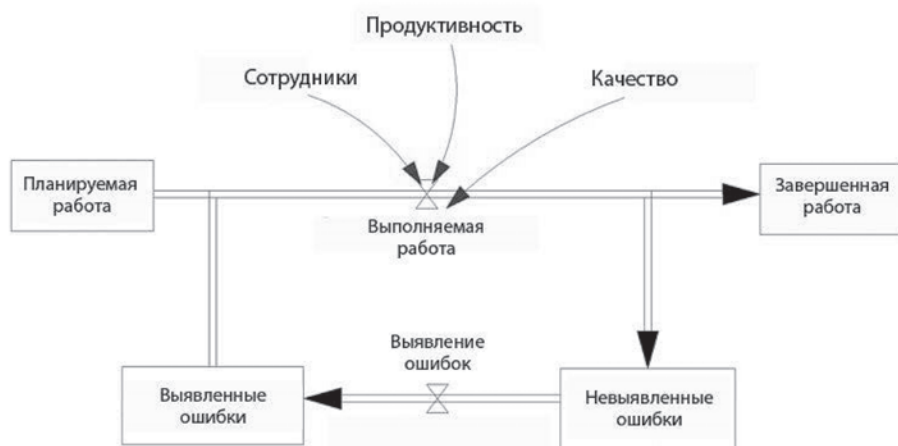 Продуктивность
Сотрудники
Качество
Планируемая
работа
Завершенная
работа
Выполняемая
работа
Выявление
ошибок
Выявленные
ошибки
Невыявленные
ошибки